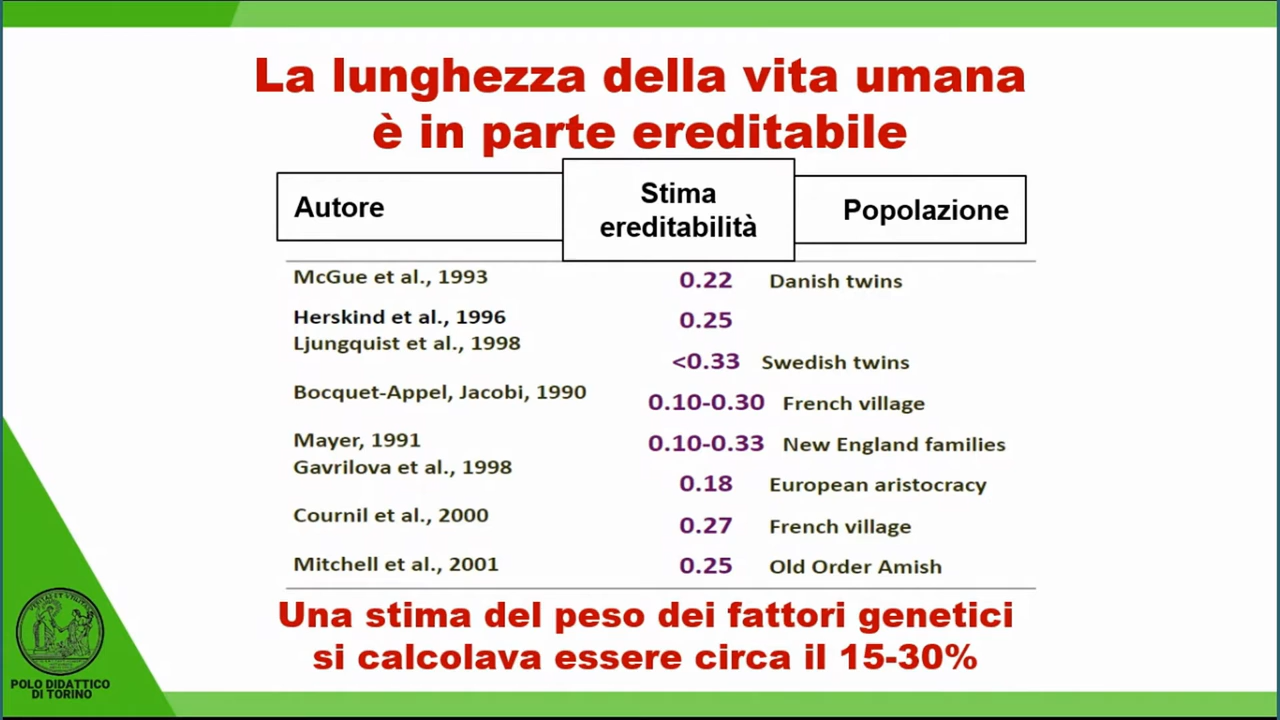 La lunghezza della vita umana
è in parte ereditabile
Autore
Stima
ereditabilità
Popolazione
McGue et al., 1993 0.22 Danish twins
Herskind et al., 1996 0.25
Ljungquist et al., 1998 <0.33 Swedish twins
Bocquet-Appel, Jacobi, 1990 0.10-0.30 French village
Mayer, 1991 0.10-0.33 New England families
Gavrilova et al., 1998 0.18 European aristocracy
Cournil et al., 2000 0.27 French village
Mitchell et al., 2001 0.25 Old Order Amish
Una stima del peso dei fattori genetici
si calcolava essere circa il 15-30%
POLO DIDATTICO
DI TORINO